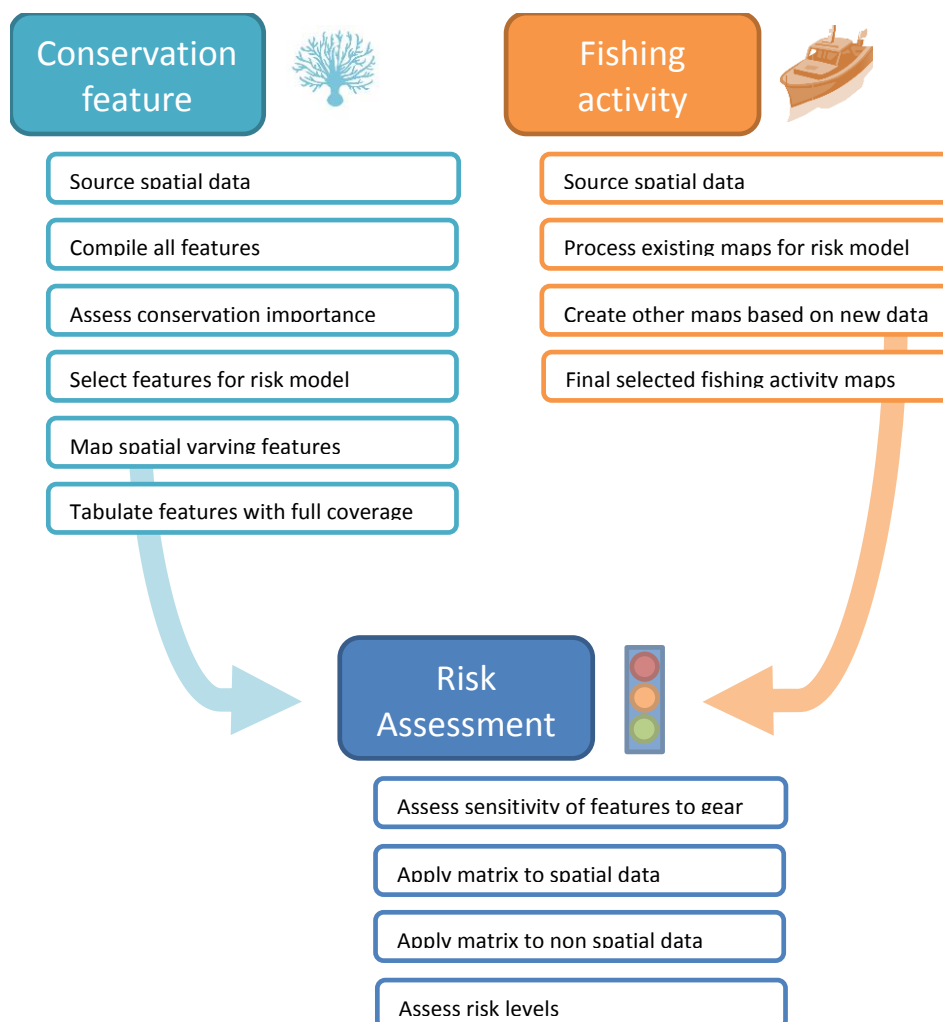 Conservation
feature
Source spatial data
Compile all features
Assess conservation importance
Select features for risk model
Map spatial varying features
Tabulate features with full coverage
Fishing
activity
Source spatial data
Process existing maps for risk model
Create other maps based on new data
Final selected fishing activity maps
Risk
Assessment
Assess sensitivity of features to gear
Apply matrix to spatial data
Apply matrix to non spatial data
Assess risk levels